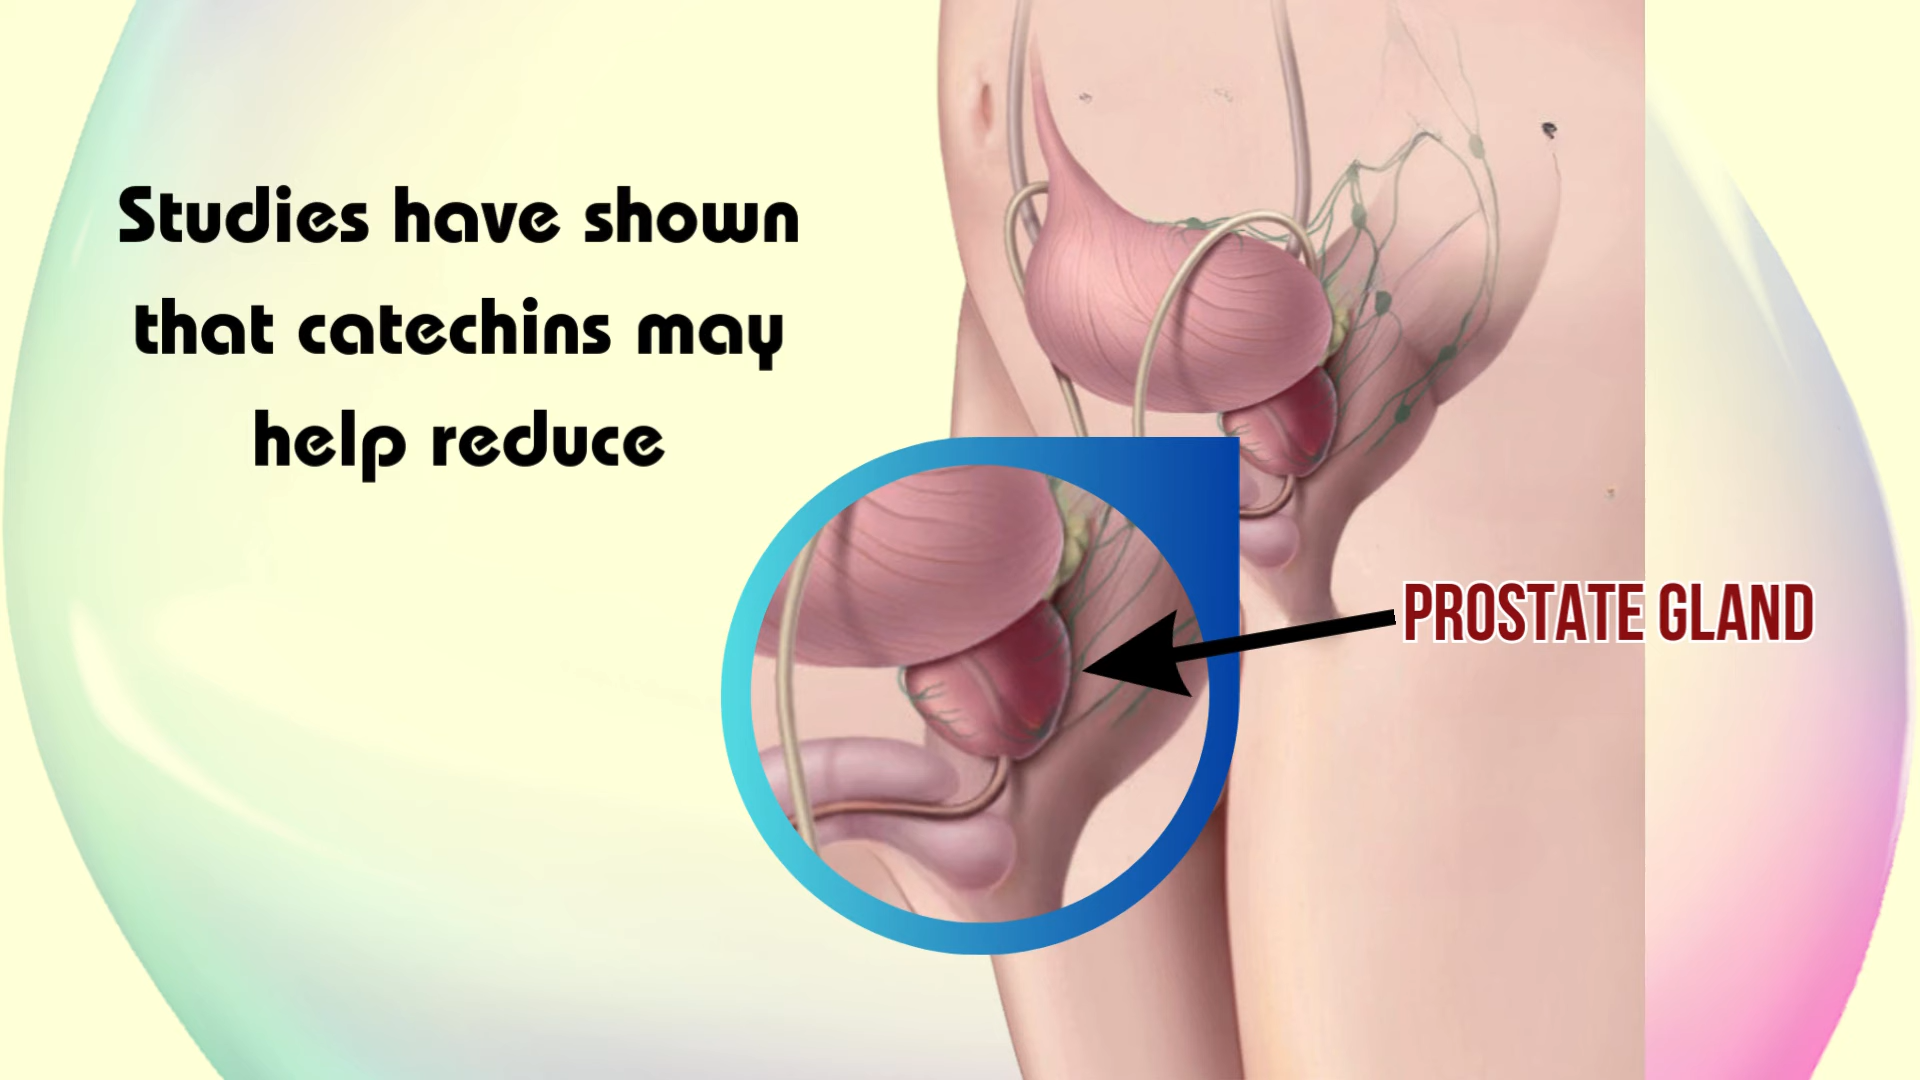 Studies have shown
that catechins may
help reduce
PROSTATE GLAND